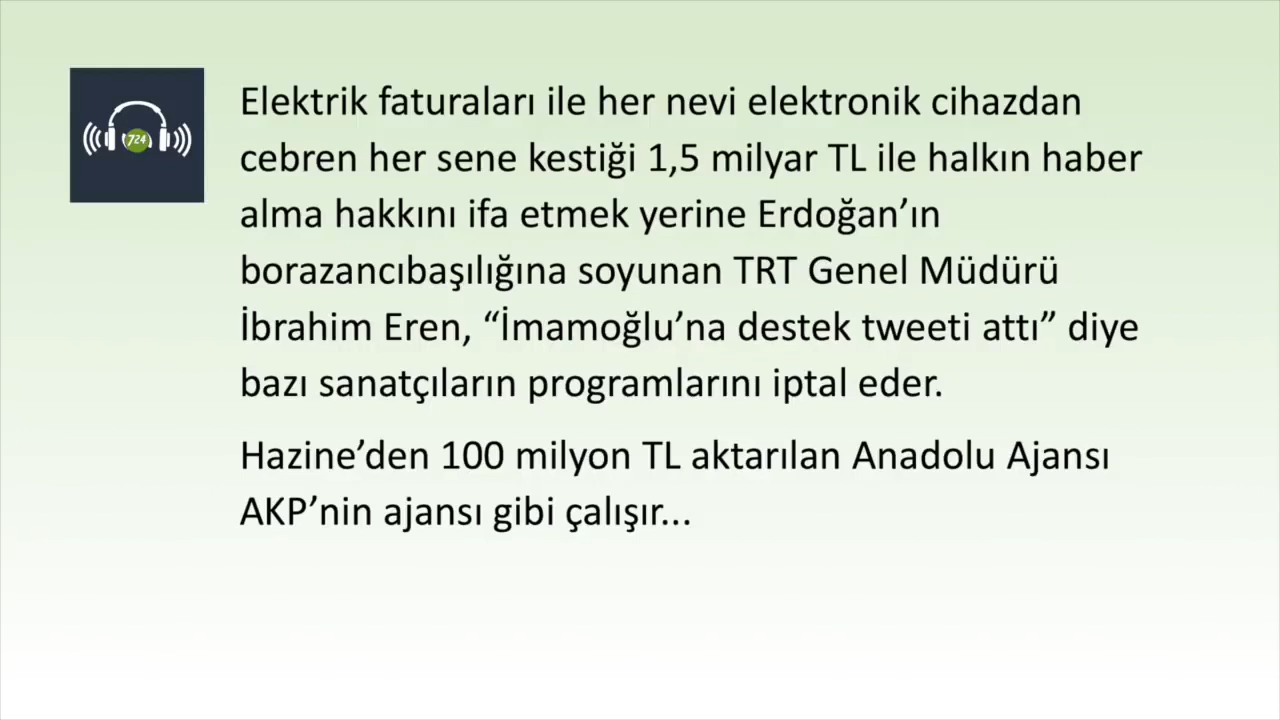 724
Elektrik faturaları ile her nevi elektronik cihazdan
cebren her sene kestiği 1,5 milyar TL ile halkın haber
alma hakkını ifa etmek yerine Erdoğan’ın
borazancıbaşılığına soyunan TRT Genel Müdürü
İbrahim Eren, “İmamoğlu’na destek tweeti attı” diye
bazı sanatçıların programlarını iptal eder.
Hazine’den 100 milyon TL aktarılan Anadolu Ajansı
AKP’nin ajansı gibi çalışır...